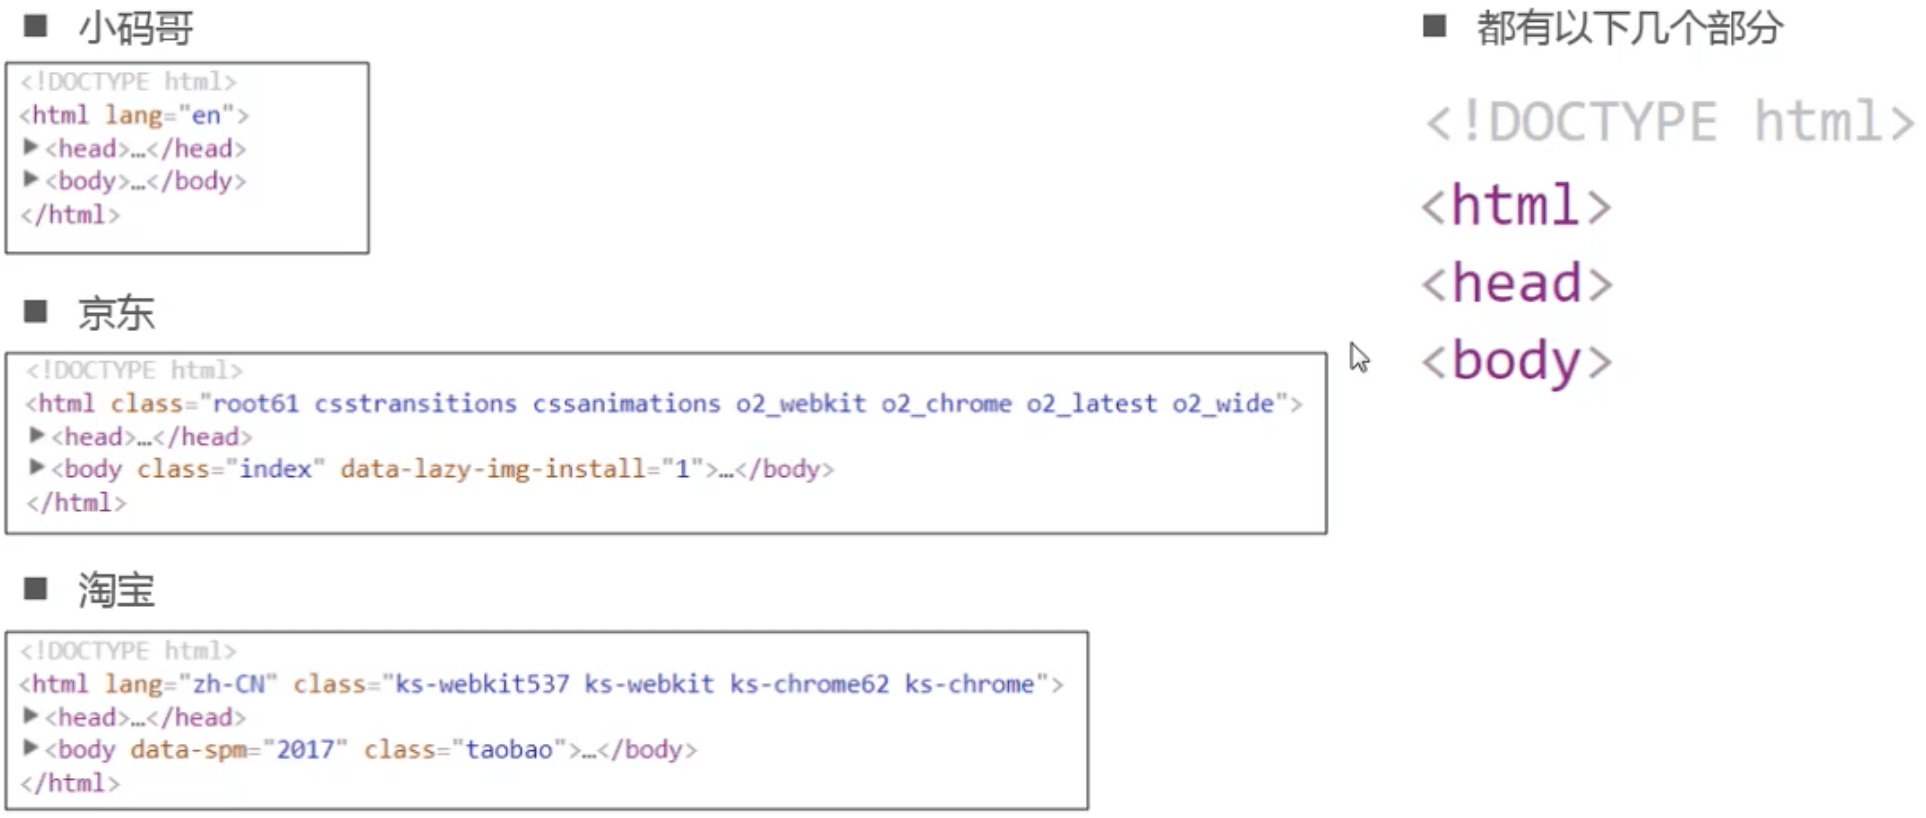 ■ 小码哥
<!DOCTYPE html>
<html lang="en">
▶<head>…</head>
▶<body>…</body>
</html>
■ 京东
<!DOCTYPE html>
<html class="root61 csstransitions cssanimations o2_webkit o2_chrome o2_latest o2_wide">
▶<head>…</head>
▶<body class="index" data-lazy-img-install="1">…</body>
</html>
■ 淘宝
<!DOCTYPE html>
<html lang="zh-CN" class="ks-webkit537 ks-webkit ks-chrome62 ks-chrome">
▶<head>…</head>
▶<body data-spm="2017" class="taobao">…</body>
</html>
■ 都有以下几个部分
<!DOCTYPE html>
<html>
<head>
<body>